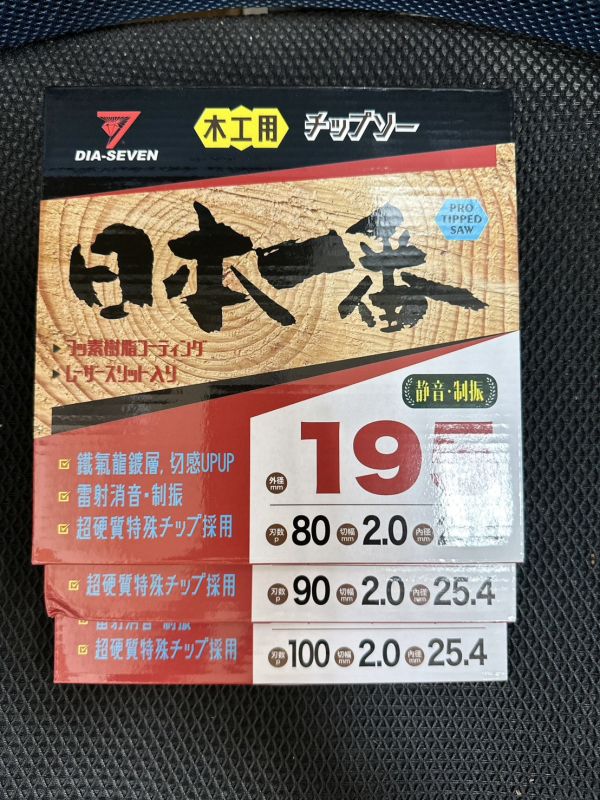 DIA-SEVEN
木工用 チップソー
PRO
TIPPED
SAW
日本一番
フッ素樹脂コーティング
レーザースリット入り
静音・制振
鐵氟龍鍍層,切感UPUP
雷射消音・制振
超硬質特殊チップ採用
外径
mm
19
刃数
p
80
切幅
mm
2.0
内径
mm
超硬質特殊チップ採用
刃数
p
90
切幅
mm
2.0
内径
mm
25.4
雷射消音・制振
超硬質特殊チップ採用
刃数
p
100
切幅
mm
2.0
内径
mm
25.4